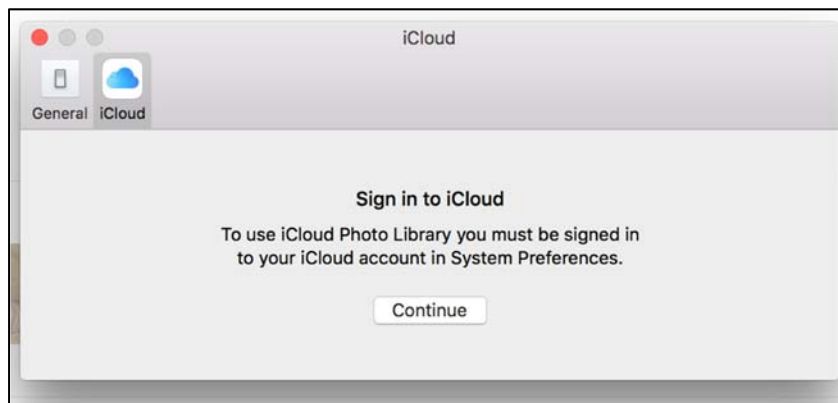 iCloud
General iCloud
Sign in to iCloud
To use iCloud Photo Library you must be signed in
to your iCloud account in System Preferences.
Continue